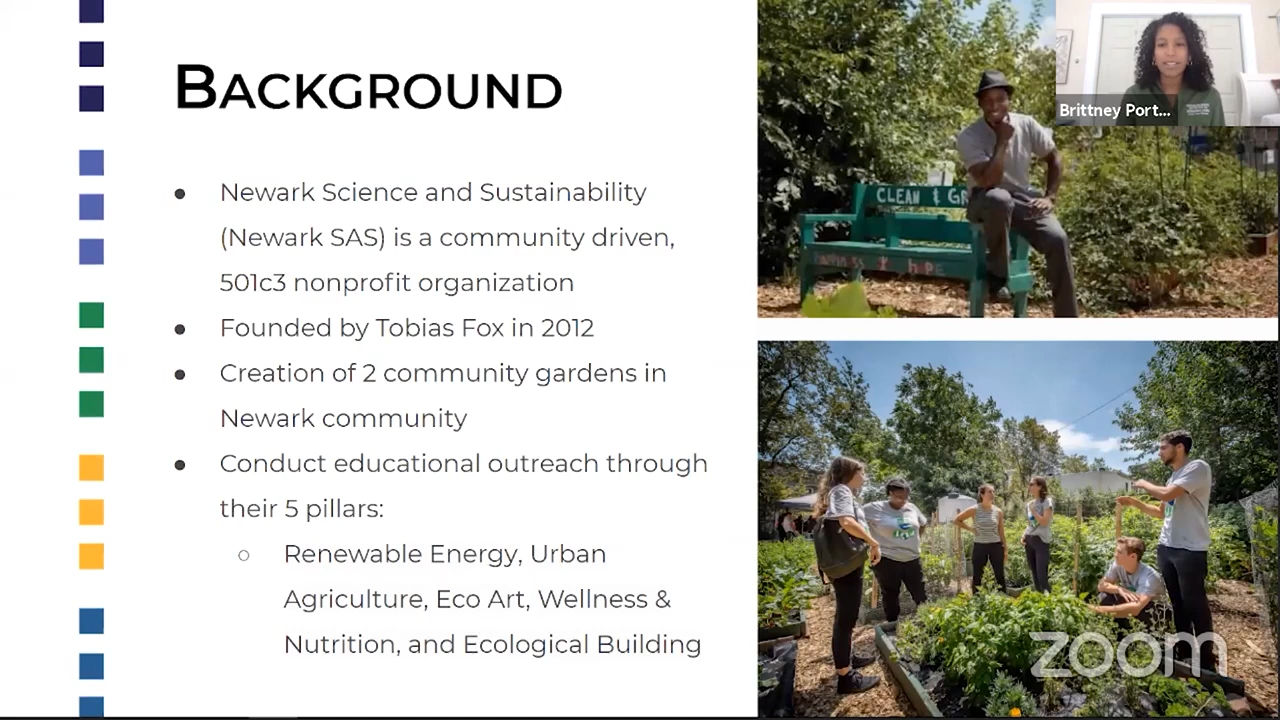 BACKGROUND
● Newark Science and Sustainability
(Newark SAS) is a community driven,
501c3 nonprofit organization
● Founded by Tobias Fox in 2012
● Creation of 2 community gardens in
Newark community
● Conduct educational outreach through
their 5 pillars:
○ Renewable Energy, Urban
Agriculture, Eco Art, Wellness &
Nutrition, and Ecological Building
Brittney Port...
CLEAN & GR
& HOPE
zoom